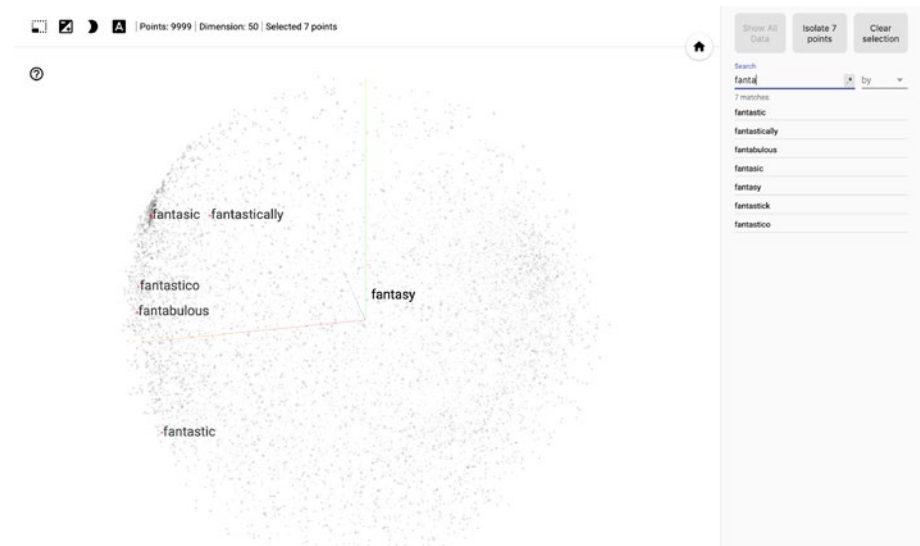 A Points: 9999 | Dimension: 50 | Selected 7 points
Show All Data
Isolate 7 points
Clear selection
Search
fanta
.*
by
7 matches.
fantastic
fantastically
fantabulous
fantasic
fantasy
fantastick
fantastico
fantasic fantastically
fantastico
fantasy
fantabulous
fantastic